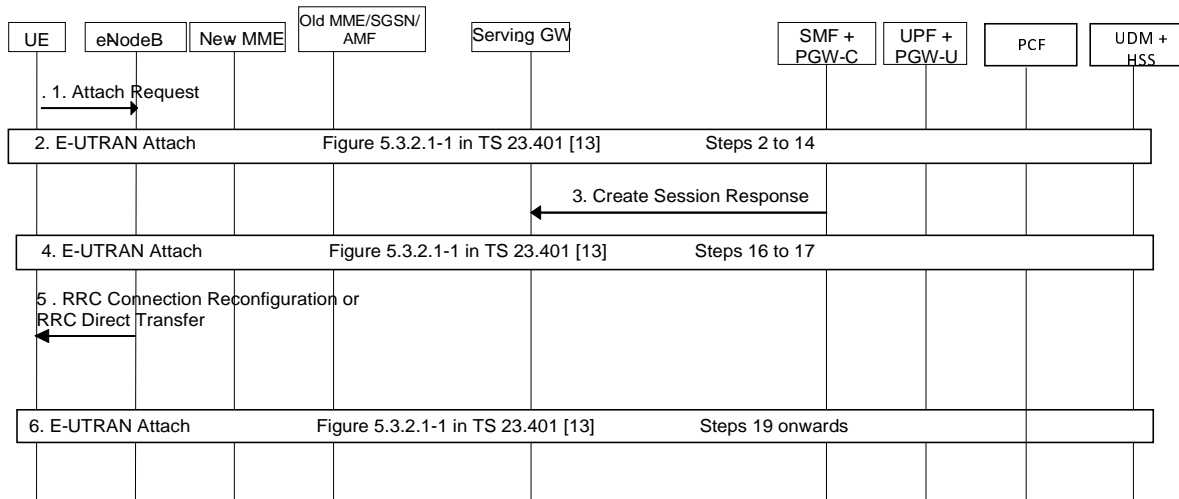 UE
eNodeB
New MME
Old MME/SGSN/
AMF
Serving GW
SMF +
PGW-C
UPF +
PGW-U
PCF
UDM +
HSS
. 1. Attach Request
2. E-UTRAN Attach Figure 5.3.2.1-1 in TS 23.401 [13] Steps 2 to 14
3. Create Session Response
4. E-UTRAN Attach Figure 5.3.2.1-1 in TS 23.401 [13] Steps 16 to 17
5 . RRC Connection Reconfiguration or
RRC Direct Transfer
6. E-UTRAN Attach Figure 5.3.2.1-1 in TS 23.401 [13] Steps 19 onwards